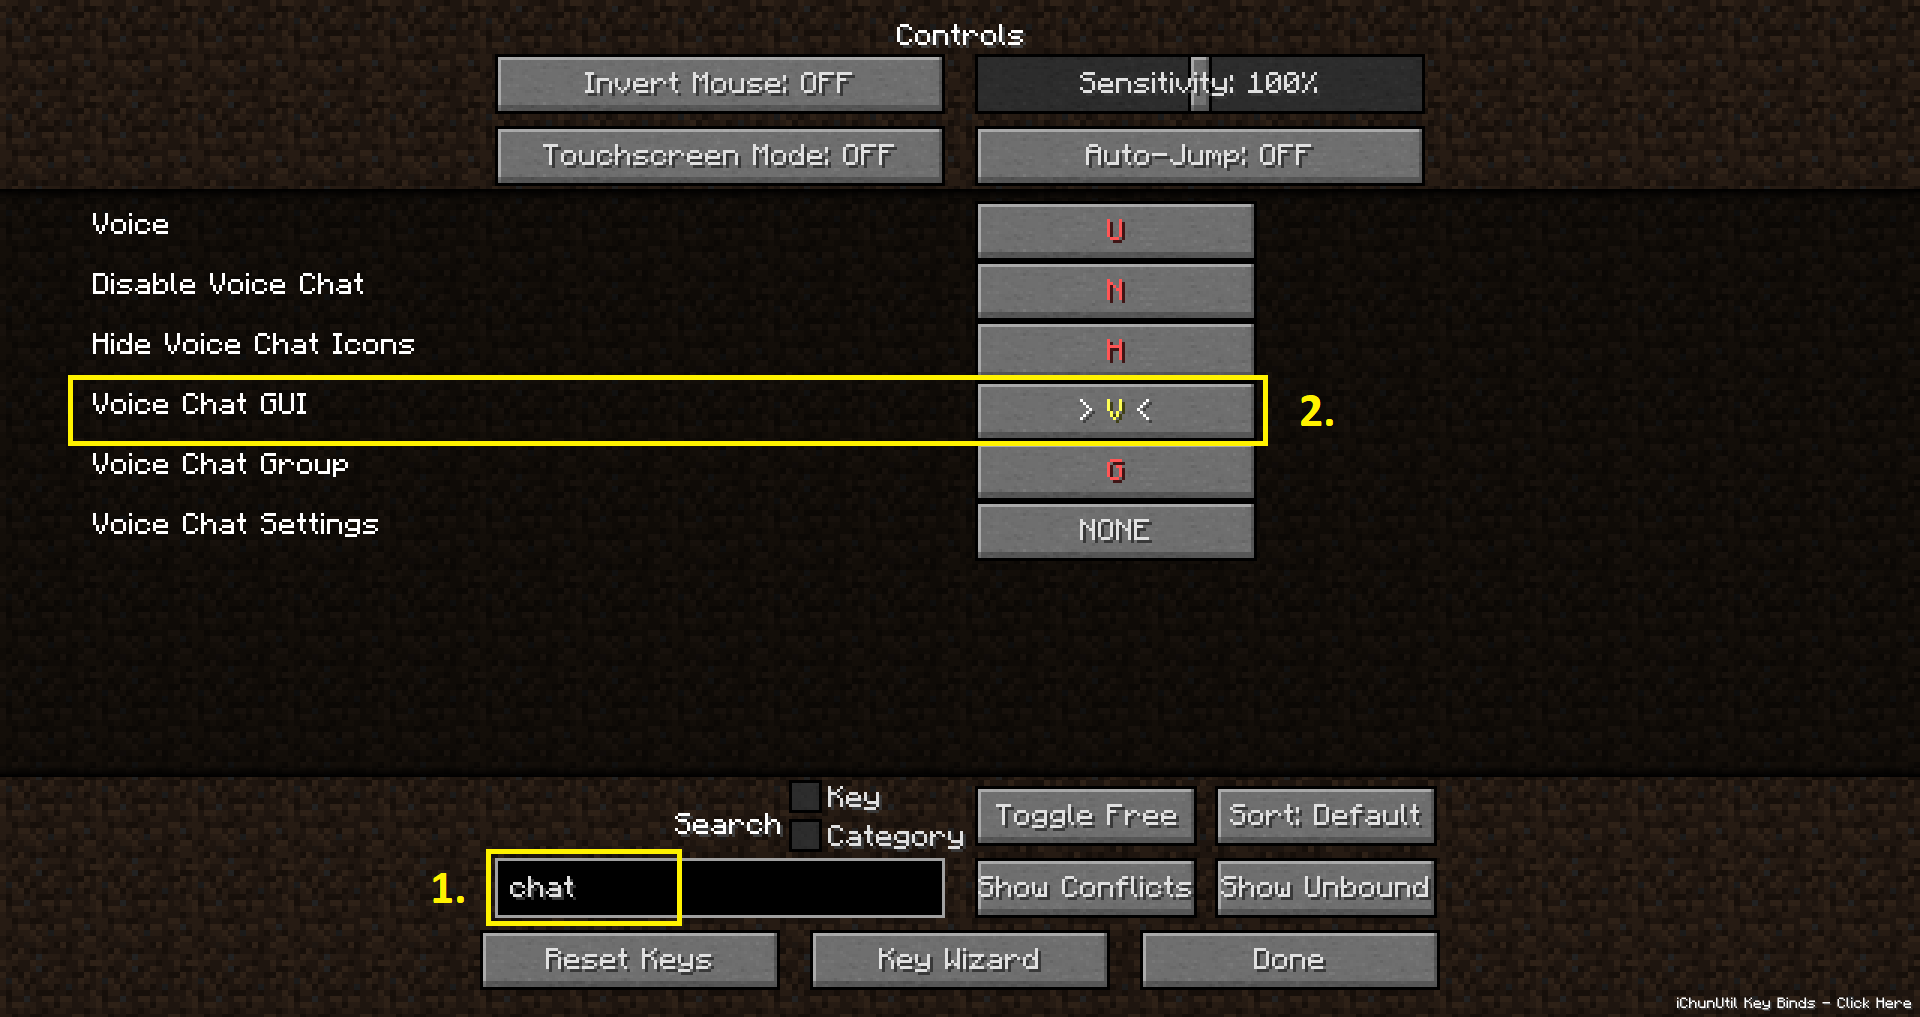 Controls
Invert Mouse: OFF
Sensitivity: 100%
Touchscreen Mode: OFF
Auto-Jump: OFF
Voice U
Disable Voice Chat N
Hide Voice Chat Icons H
Voice Chat GUI > V < 2.
Voice Chat Group G
Voice Chat Settings NONE
Search
Key
Category
Toggle Free
Sort: Default
1. chat
Show Conflicts
Show Unbound
Reset Keys
Key Wizard
Done
iChunUtil Key Binds - Click Here